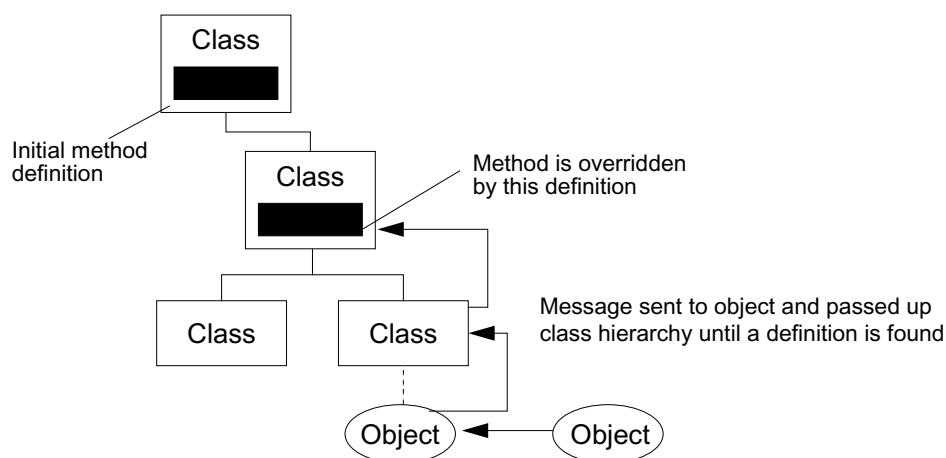 Class
Initial method
definition
Class
Method is overridden
by this definition
Class
Class
Message sent to object and passed up
class hierarchy until a definition is found
Object
Object